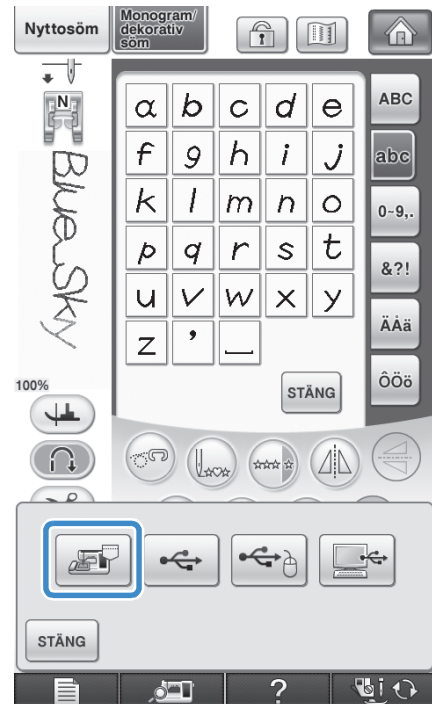 Nyttosöm
Monogram/
dekorativ
söm
N
Blue_Sky
a b c d e
f g h i j
k l m n o
p q r s t
u v w x y
z ' _
STÄNG
ABC
abc
0~9,.
&?!
ÄÅä
ÔÖö
100%
STÄNG
?